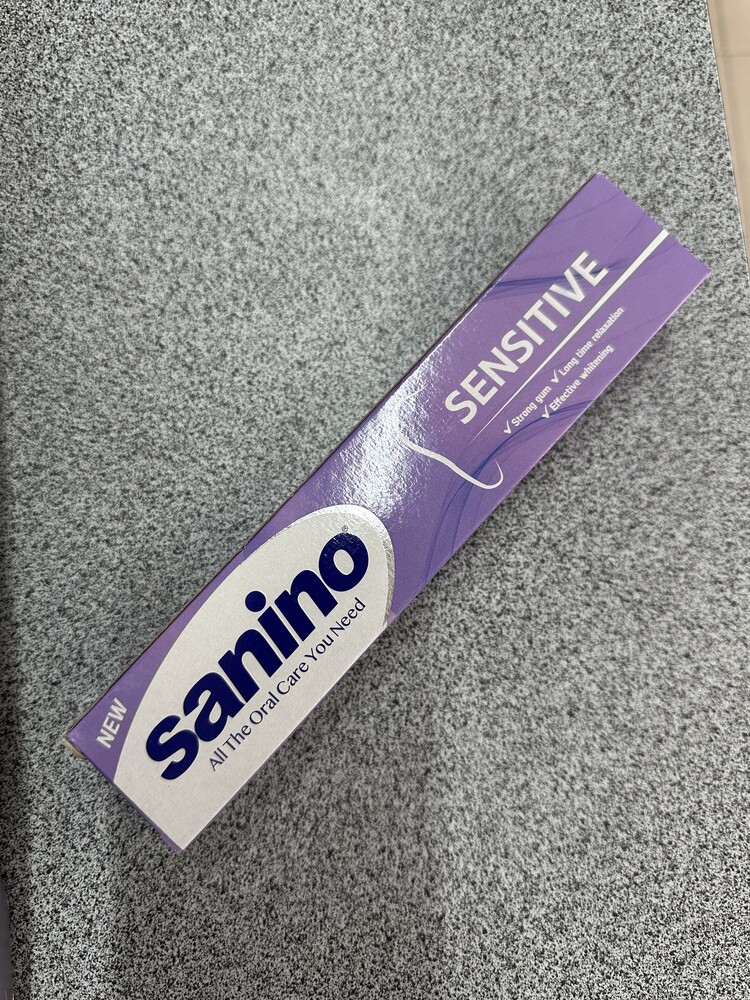 NEW
sanino®
All The Oral Care You Need
SENSITIVE
✓ Strong gum ✓ Long time relaxation
✓ Effective whitening